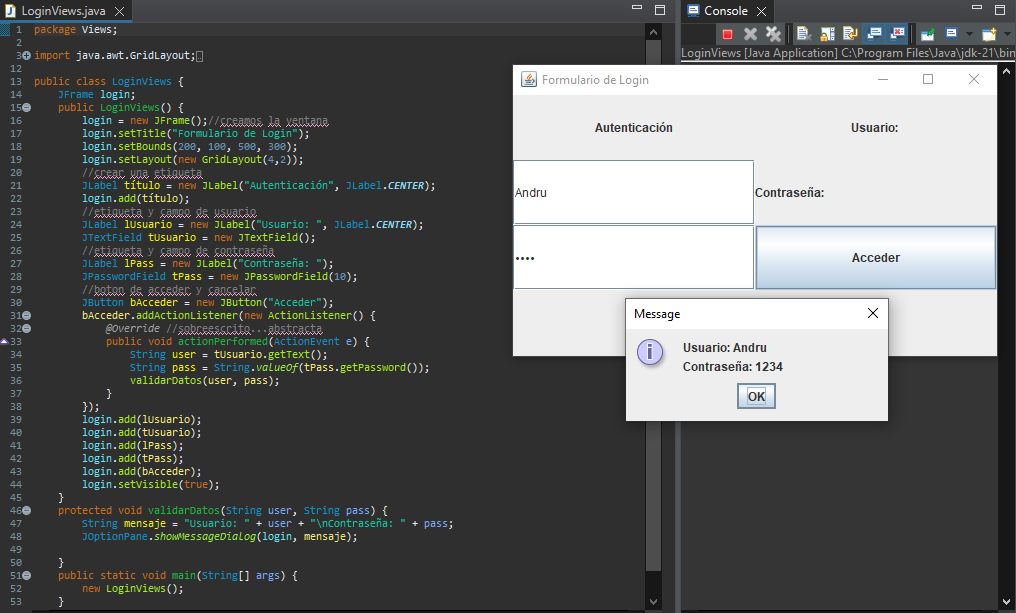 LoginViews.java
1 package Views;
2
3 import java.awt.GridLayout;
12
13 public class LoginViews {
14 JFrame login;
15 public LoginViews() {
16 login = new JFrame();//creamos la ventana
17 login.setTitle("Formulario de Login");
18 login.setBounds(200, 100, 500, 300);
19 login.setLayout(new GridLayout(4,2));
20 //crear una etiqueta
21 JLabel título = new JLabel("Autenticación", JLabel.CENTER);
22 login.add(título);
23 //etiqueta y campo de usuario
24 JLabel lUsuario = new JLabel("Usuario: ", JLabel.CENTER);
25 JTextField tUsuario = new JTextField();
26 //etiqueta y campo de contraseña
27 JLabel lPass = new JLabel("Contraseña: ");
28 JPasswordField tPass = new JPasswordField(10);
29 //boton de acceder y cancelar
30 JButton bAcceder = new JButton("Acceder");
31 bAcceder.addActionListener(new ActionListener() {
32 @Override //sobreescrito...abstracta
33 public void actionPerformed(ActionEvent e) {
34 String user = tUsuario.getText();
35 String pass = String.valueOf(tPass.getPassword());
36 validarDatos(user, pass);
37 }
38 });
39 login.add(lUsuario);
40 login.add(tUsuario);
41 login.add(lPass);
42 login.add(tPass);
43 login.add(bAcceder);
44 login.setVisible(true);
45 }
46 protected void validarDatos(String user, String pass) {
47 String mensaje = "Usuario: " + user + "\nContraseña: " + pass;
48 JOptionPane.showMessageDialog(login, mensaje);
49
50 }
51 public static void main(String[] args) {
52 new LoginViews();
53 }
Console
LoginViews [Java Application] C:\Program Files\Java\jdk-21\bin
Formulario de Login
Autenticación
Usuario:
Andru
Contraseña:
••••
Acceder
Message
Usuario: Andru
Contraseña: 1234
OK